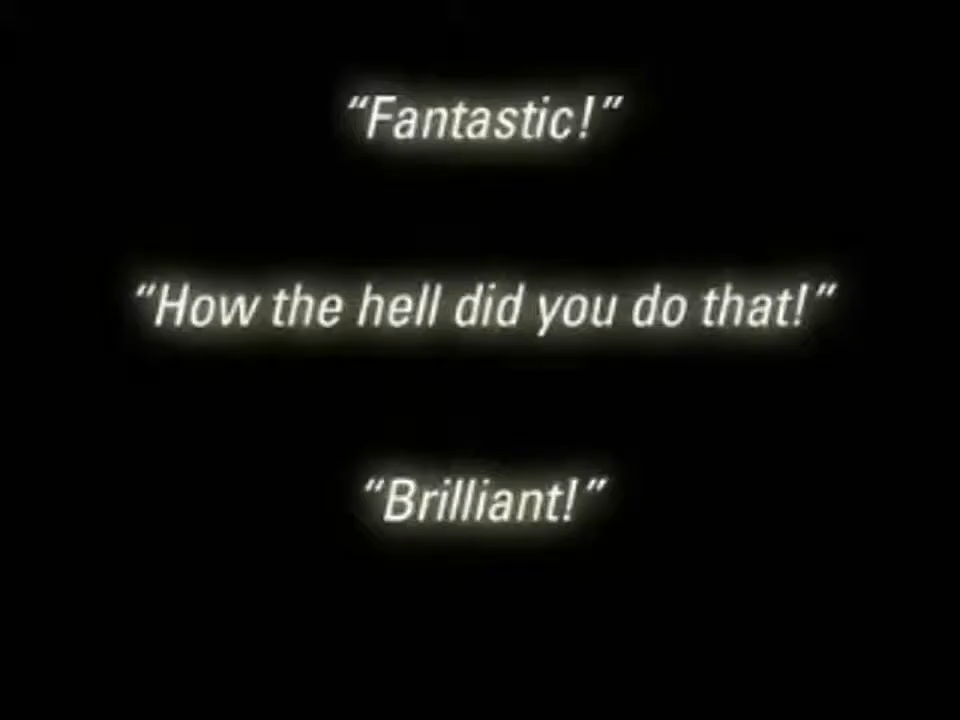 “Fantastic!”
“How the hell did you do that!”
“Brilliant!”